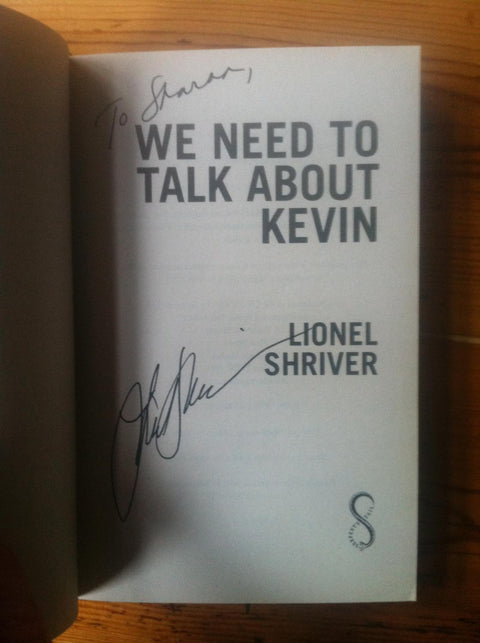 To Sharon,
WE NEED TO
TALK ABOUT
KEVIN
LIONEL
SHRIVER